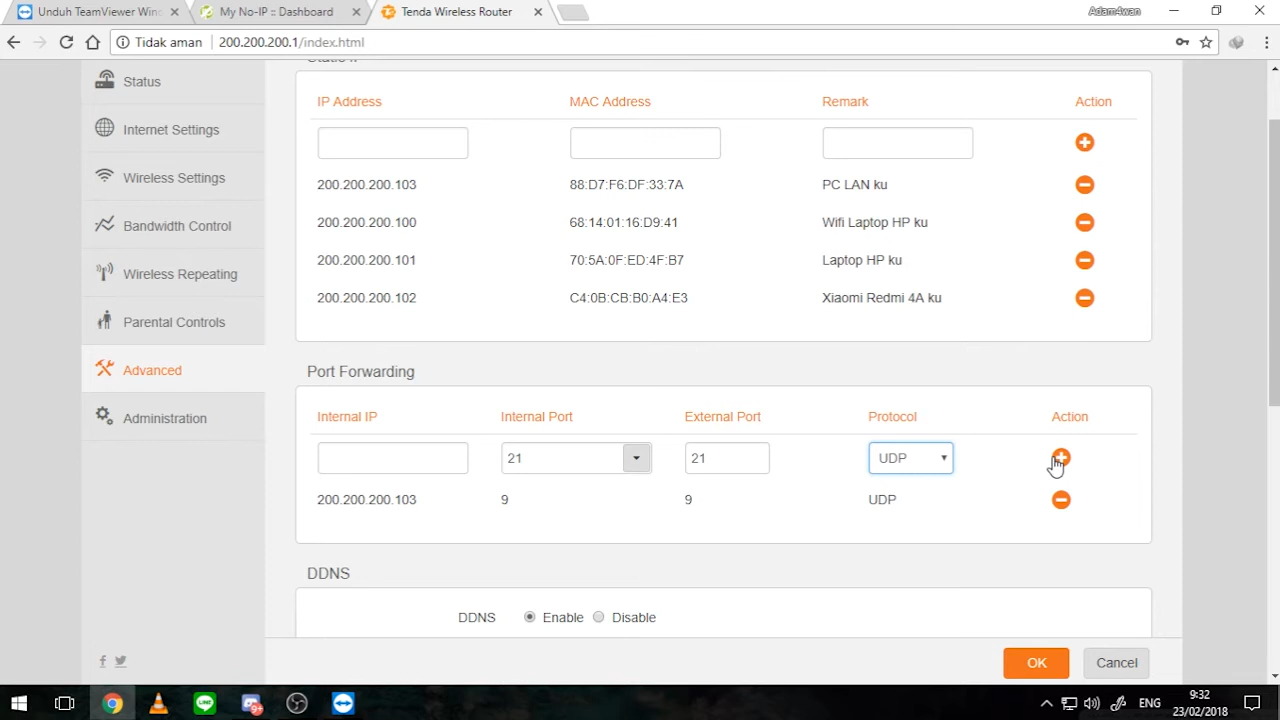 Unduh TeamViewer Wind
My No-IP :: Dashboard
Tenda Wireless Router
Adam4wan
Tidak aman
200.200.200.1/index.html
Status
Internet Settings
Wireless Settings
Bandwidth Control
Wireless Repeating
Parental Controls
Advanced
Administration
Static IP
IP Address MAC Address Remark Action
200.200.200.103 88:D7:F6:DF:33:7A PC LAN ku
200.200.200.100 68:14:01:16:D9:41 Wifi Laptop HP ku
200.200.200.101 70:5A:0F:ED:4F:B7 Laptop HP ku
200.200.200.102 C4:0B:CB:B0:A4:E3 Xiaomi Redmi 4A ku
Port Forwarding
Internal IP Internal Port External Port Protocol Action
21 21 UDP
200.200.200.103 9 9 UDP
DDNS
DDNS Enable Disable
OK Cancel
9+
ENG
9:32
23/02/2018